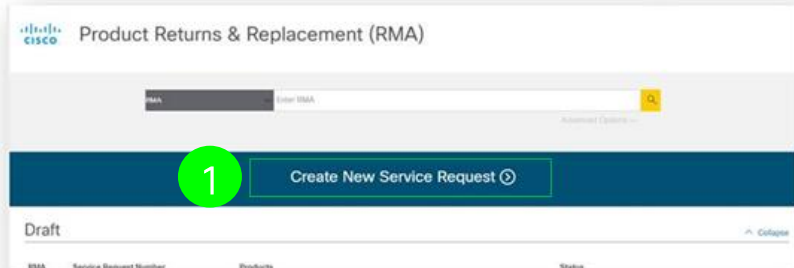 CISCO
Product Returns & Replacement (RMA)
RMA Enter RMA
Advanced Options
1
Create New Service Request
Draft
Collapse
RMA Service Request Number Products Status